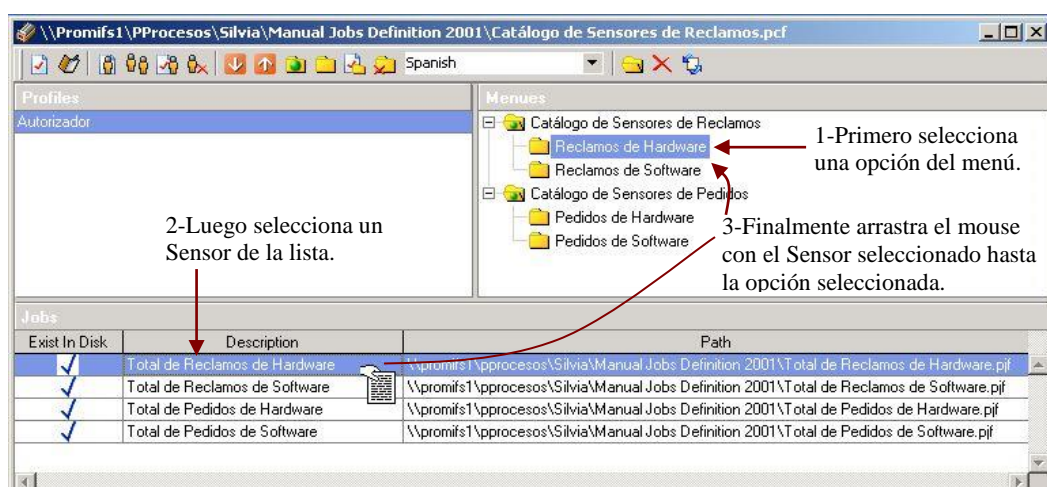 \\Promifs1\PProcesos\Silvia\Manual Jobs Definition 2001\Catálogo de Sensores de Reclamos.pcf
Spanish
Profiles
Autorizador
Menues
Catálogo de Sensores de Reclamos
Reclamos de Hardware
Reclamos de Software
Catálogo de Sensores de Pedidos
Pedidos de Hardware
Pedidos de Software
1-Primero selecciona
una opción del menú.
2-Luego selecciona un
Sensor de la lista.
3-Finalmente arrastra el mouse
con el Sensor seleccionado hasta
la opción seleccionada.
Jobs
Exist In Disk Description Path
Total de Reclamos de Hardware \\promifs1\pprocesos\Silvia\Manual Jobs Definition 2001\Total de Reclamos de Hardware.pjf
Total de Reclamos de Software \\promifs1\pprocesos\Silvia\Manual Jobs Definition 2001\Total de Reclamos de Software.pjf
Total de Pedidos de Hardware \\promifs1\pprocesos\Silvia\Manual Jobs Definition 2001\Total de Pedidos de Hardware.pjf
Total de Pedidos de Software \\promifs1\pprocesos\Silvia\Manual Jobs Definition 2001\Total de Pedidos de Software.pjf